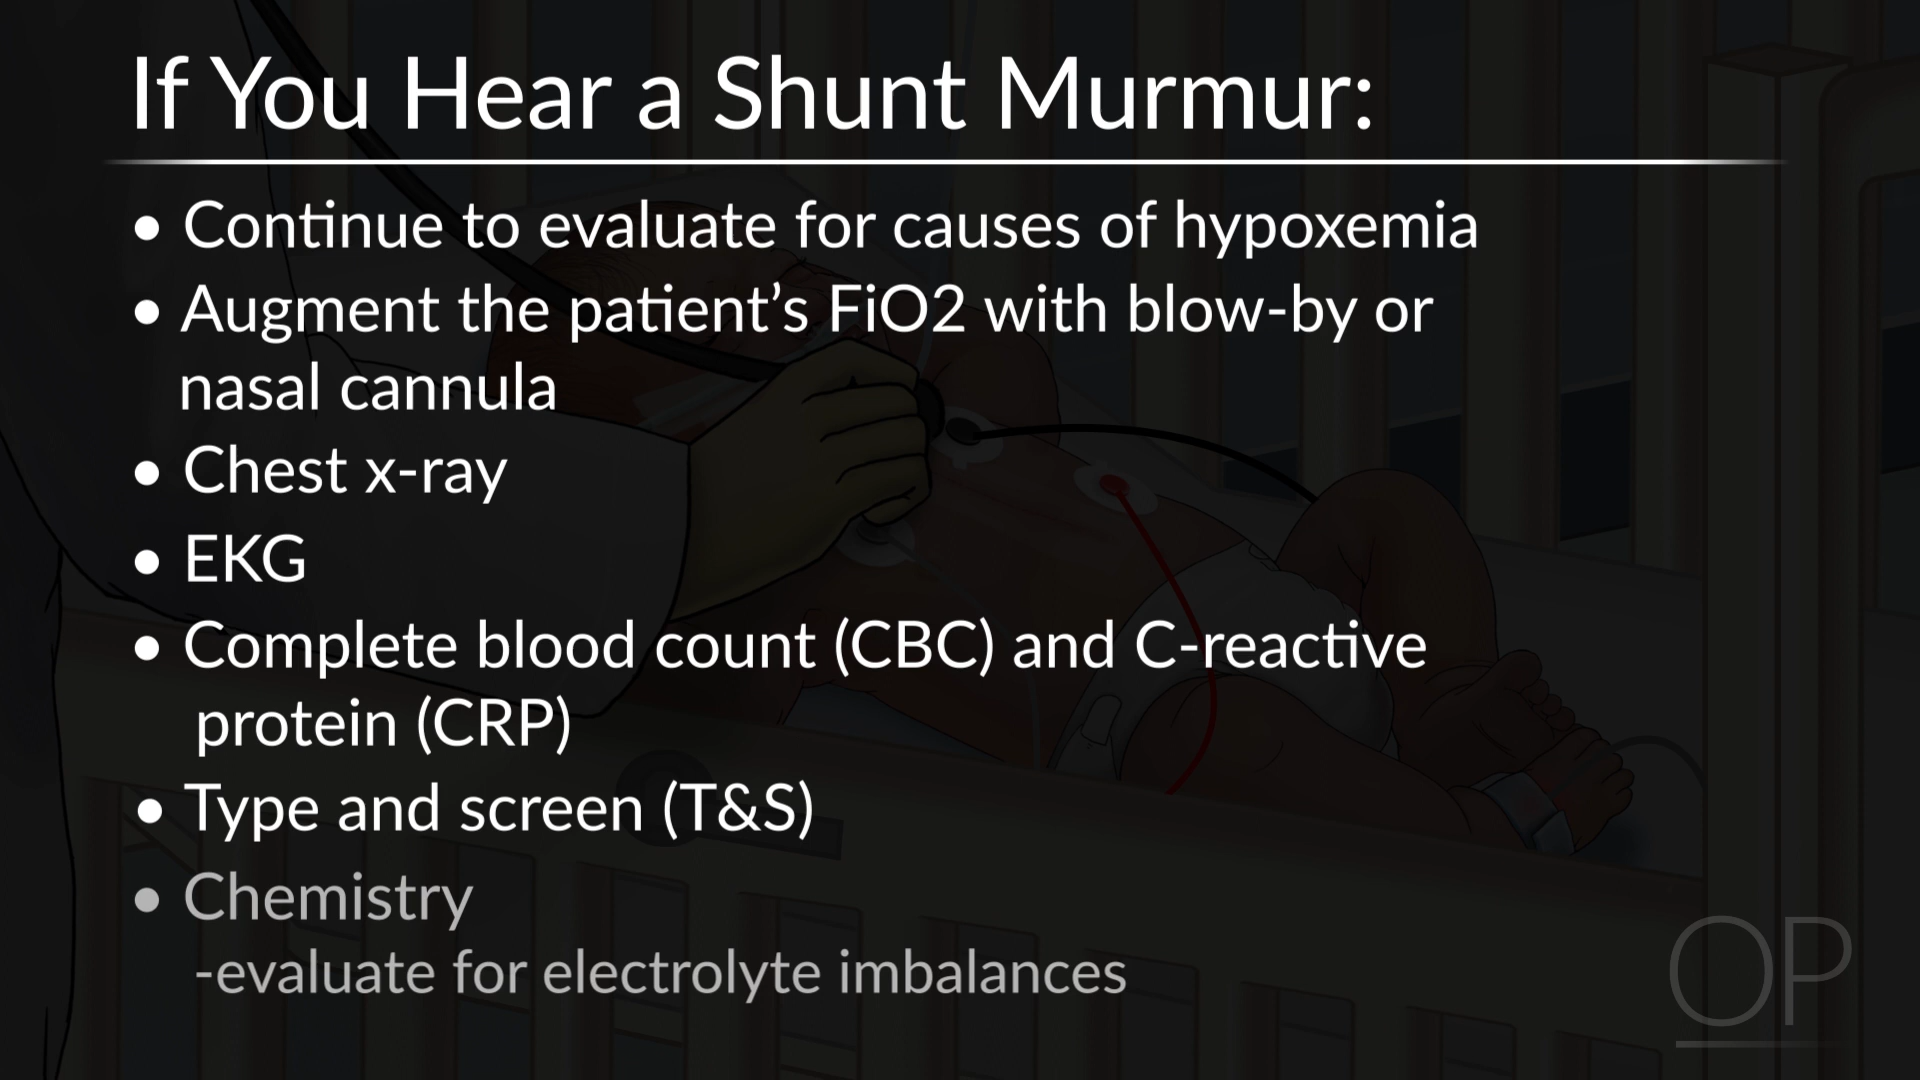 If You Hear a Shunt Murmur:
• Continue to evaluate for causes of hypoxemia
• Augment the patient’s FiO2 with blow-by or
nasal cannula
• Chest x-ray
• EKG
• Complete blood count (CBC) and C-reactive
protein (CRP)
• Type and screen (T&S)
• Chemistry
-evaluate for electrolyte imbalances
OP